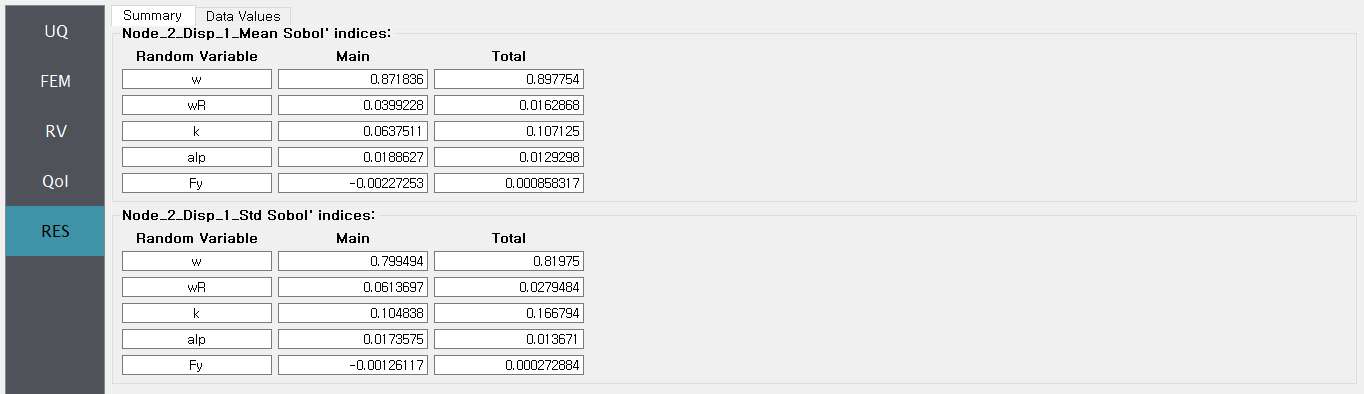 UQ
FEM
RV
QoI
RES
Summary Data Values
Node_2_Disp_1_Mean Sobol' indices:
Random Variable Main Total
w 0.871836 0.897754
wR 0.0399228 0.0162868
k 0.0637511 0.107125
alp 0.0188627 0.0129298
Fy -0.00227253 0.000858317
Node_2_Disp_1_Std Sobol' indices:
Random Variable Main Total
w 0.799494 0.81975
wR 0.0613697 0.0279484
k 0.104838 0.166794
alp 0.0173575 0.013671
Fy -0.00126117 0.000272884